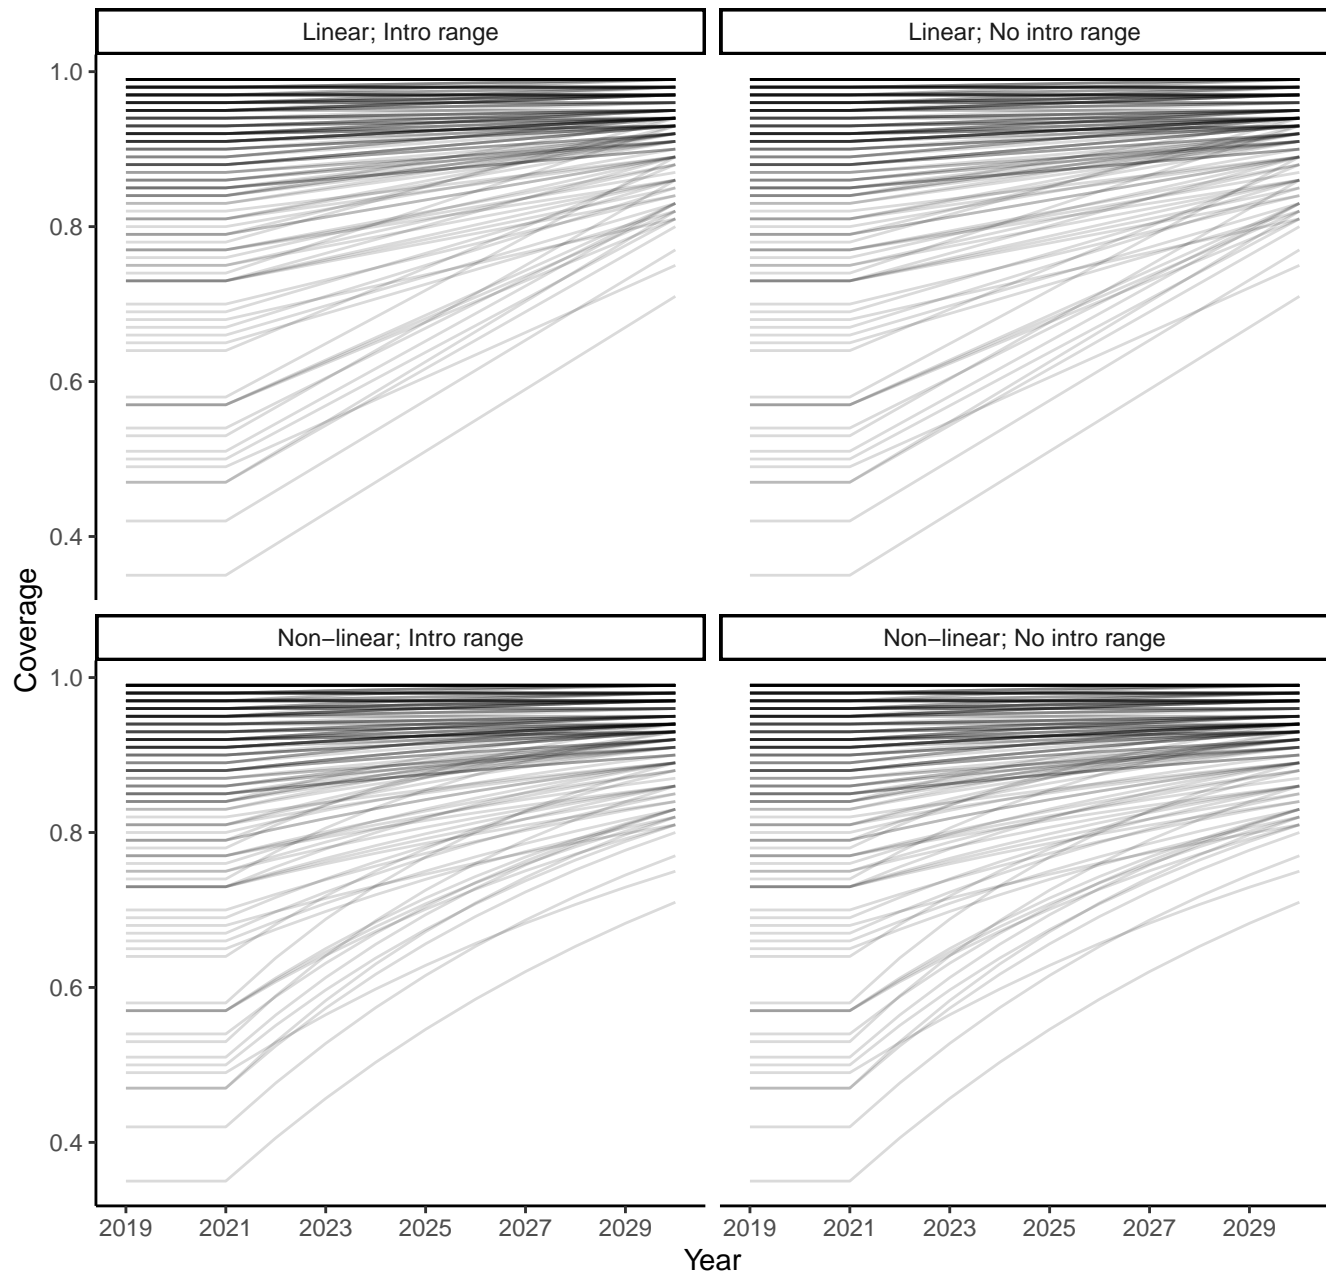 Linear; Intro range
Linear; No intro range
1.0
0.8
0.6
0.4
Coverage
Non−linear; Intro range
Non−linear; No intro range
1.0
0.8
0.6
0.4
2019 2021 2023 2025 2027 2029
2019 2021 2023 2025 2027 2029
Year